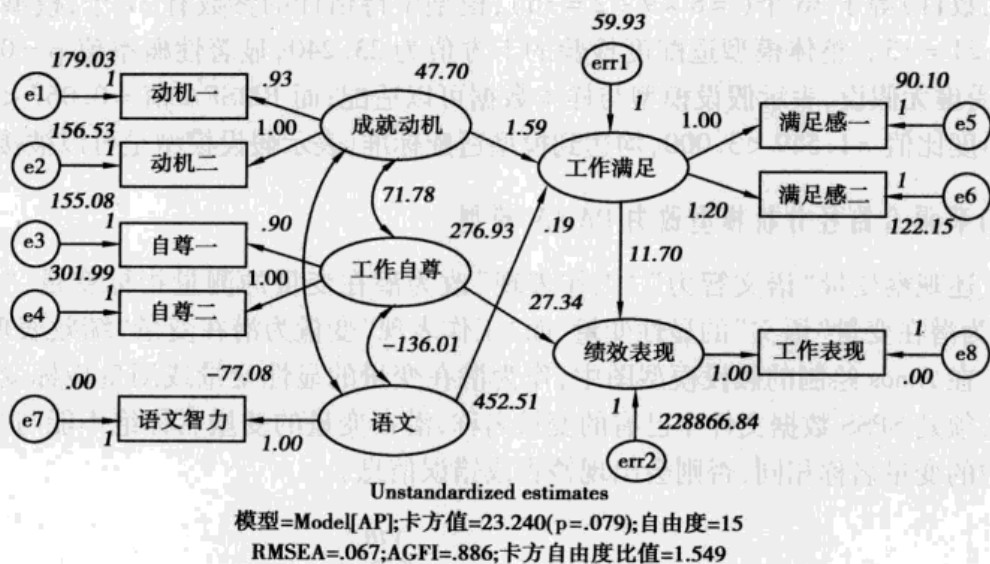 59.93
err1
1
179.03
e1
1
动机一
.93
47.70
成就动机
1.59
1.00
满足感一
90.10
1
e5
156.53
e2
1
动机二
1.00
工作满足
1.20
满足感二
1
e6
122.15
71.78
276.93
.19
155.08
e3
1
自尊一
.90
工作自尊
11.70
301.99
e4
1
自尊二
1.00
27.34
-136.01
绩效表现
1.00
工作表现
1
e8
.00
.00
e7
1
语文智力
-77.08
1.00
语文
452.51
1
228866.84
err2
Unstandardized estimates
模型=Model[AP];卡方值=23.240(p=.079);自由度=15
RMSEA=.067;AGFI=.886;卡方自由度比值=1.549